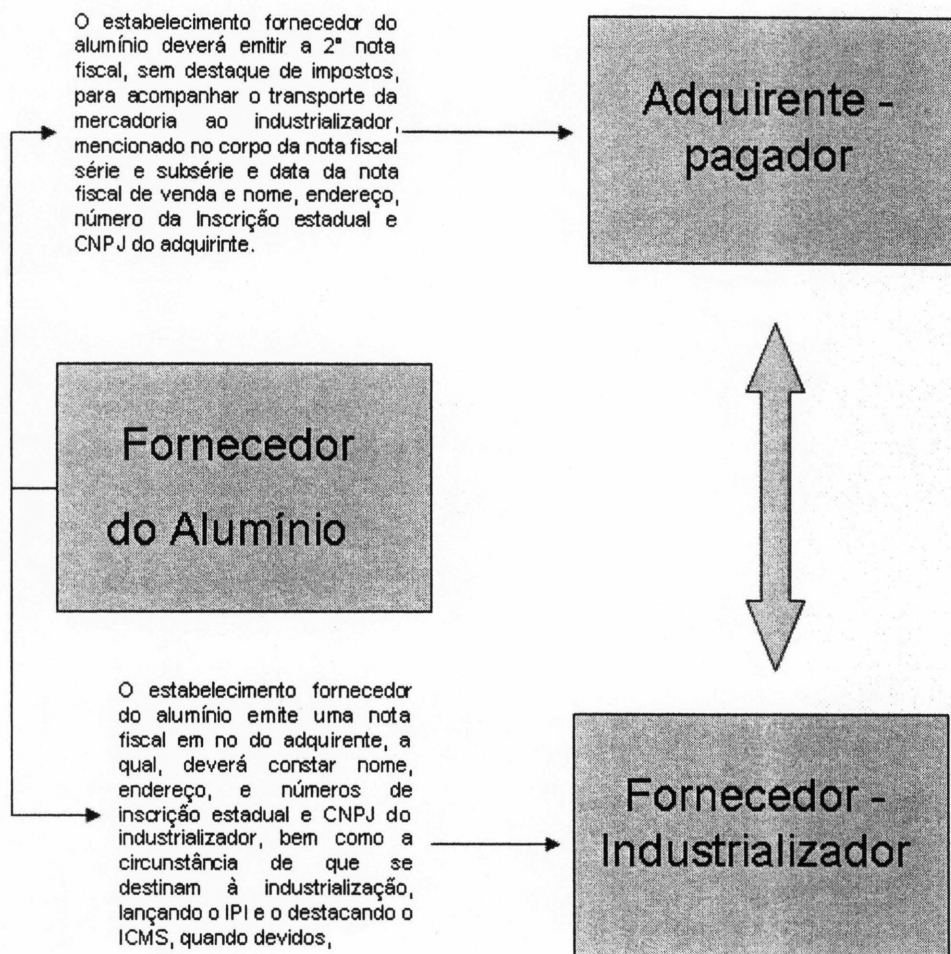 O estabelecimento fornecedor do
alumínio deverá emitir a 2ª nota
fiscal, sem destaque de impostos,
para acompanhar o transporte da
mercadoria ao industrializador,
mencionado no corpo da nota fiscal
série e subsérie e data da nota
fiscal de venda e nome, endereço,
número da Inscrição estadual e
CNPJ do adquirinte.
Adquirente -
pagador
Fornecedor
do Alumínio
O estabelecimento fornecedor
do alumínio emite uma nota
fiscal em no do adquirente, a
qual, deverá constar nome,
endereço, e números de
inscrição estadual e CNPJ do
industrializador, bem como a
circunstância de que se
destinam à industrialização,
lançando o IPI e o destacando o
ICMS, quando devidos,
Fornecedor -
Industrializador